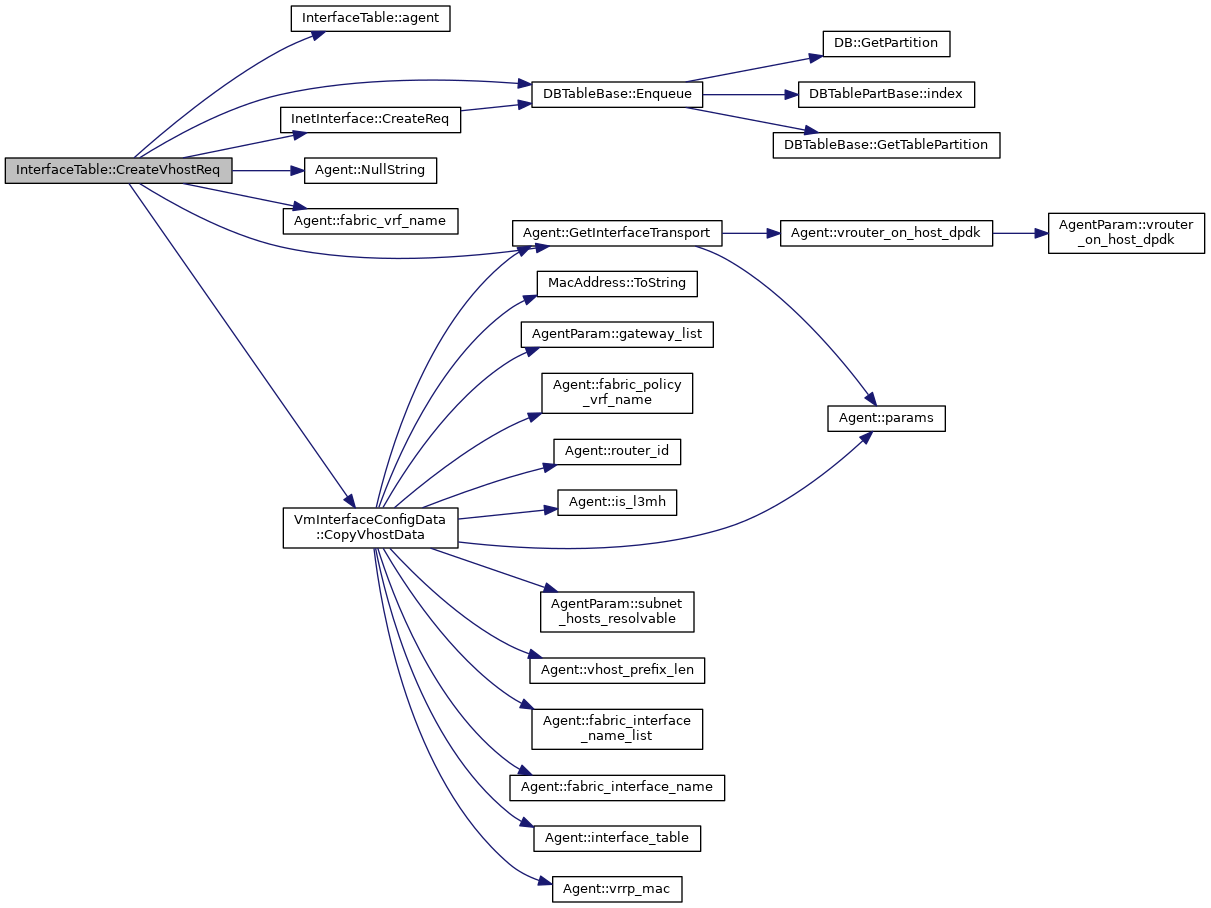 InterfaceTable::agent
DB::GetPartition
DBTableBase::Enqueue
DBTablePartBase::index
InetInterface::CreateReq
DBTableBase::GetTablePartition
InterfaceTable::CreateVhostReq
Agent::NullString
Agent::fabric_vrf_name
Agent::GetInterfaceTransport
Agent::vrouter_on_host_dpdk
AgentParam::vrouter
_on_host_dpdk
MacAddress::ToString
AgentParam::gateway_list
Agent::fabric_policy
_vrf_name
Agent::params
Agent::router_id
Agent::is_l3mh
VmInterfaceConfigData
::CopyVhostData
AgentParam::subnet
_hosts_resolvable
Agent::vhost_prefix_len
Agent::fabric_interface
_name_list
Agent::fabric_interface_name
Agent::interface_table
Agent::vrrp_mac